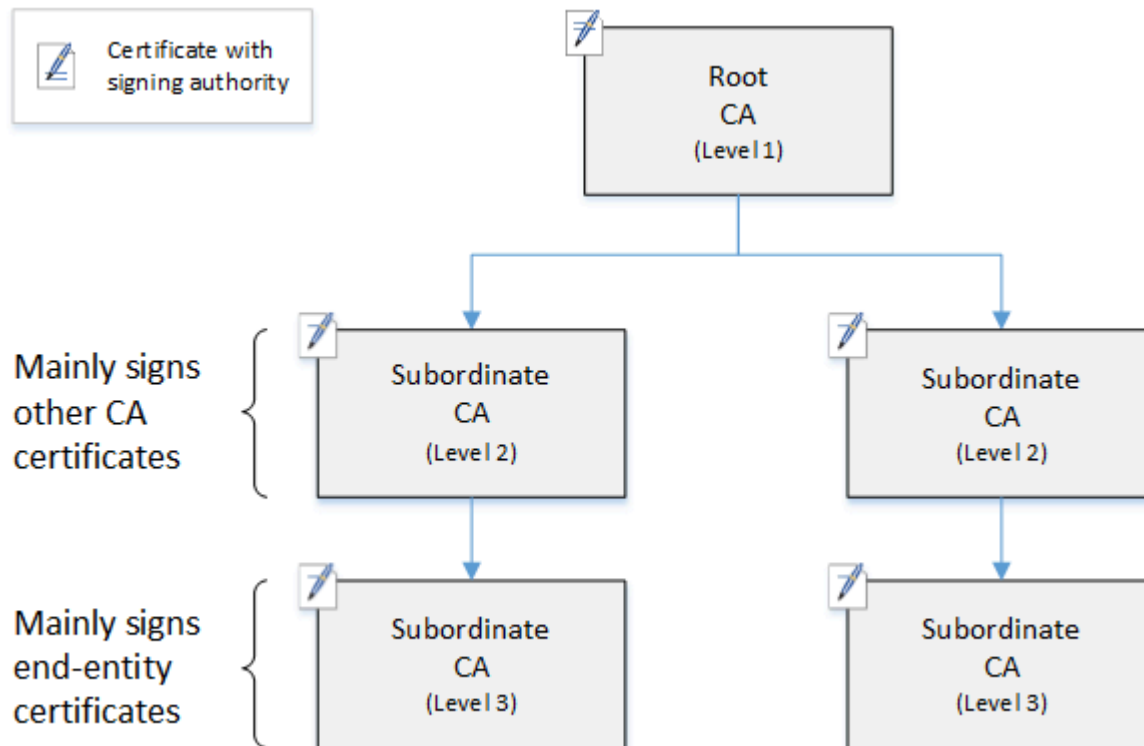 Certificate with
signing authority
Root
CA
(Level 1)
Mainly signs
other CA
certificates
Subordinate
CA
(Level 2)
Subordinate
CA
(Level 2)
Mainly signs
end-entity
certificates
Subordinate
CA
(Level 3)
Subordinate
CA
(Level 3)